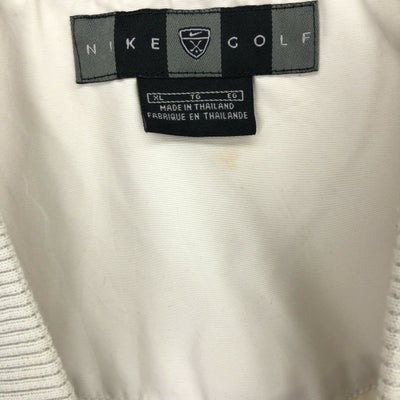 NIKE GOLF
XL TG EG
MADE IN THAILAND
FABRIQUE EN THAILANDE